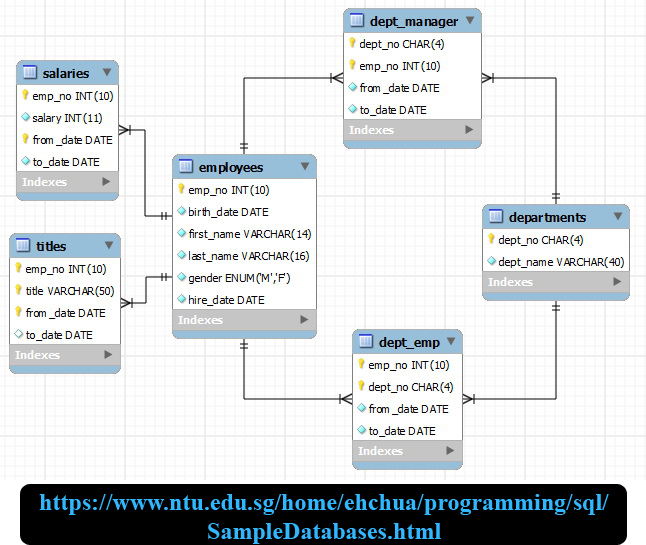 dept_manager
dept_no CHAR(4)
emp_no INT(10)
from_date DATE
to_date DATE
Indexes
salaries
emp_no INT(10)
salary INT(11)
from_date DATE
to_date DATE
Indexes
employees
emp_no INT(10)
birth_date DATE
first_name VARCHAR(14)
last_name VARCHAR(16)
gender ENUM('M','F')
hire_date DATE
Indexes
departments
dept_no CHAR(4)
dept_name VARCHAR(40)
Indexes
titles
emp_no INT(10)
title VARCHAR(50)
from_date DATE
to_date DATE
Indexes
dept_emp
emp_no INT(10)
dept_no CHAR(4)
from_date DATE
to_date DATE
Indexes
https://www.ntu.edu.sg/home/ehchua/programming/sql/
SampleDatabases.html